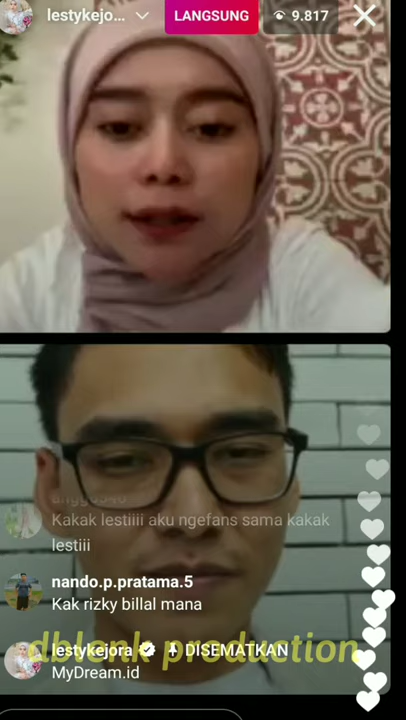 lestykejo...
LANGSUNG
9.817
Kakak lestiiii aku ngefans sama kakak
lestiii
nando.p.pratama.5
Kak rizky billal mana
lestykejora DISEMATKAN
MyDream.id
dblenk production